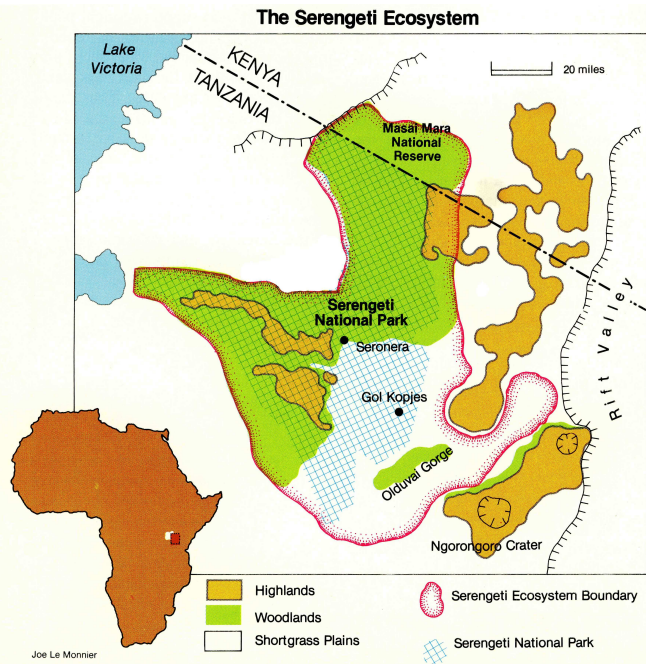 The Serengeti Ecosystem
Lake
Victoria
KENYA
TANZANIA
20 miles
Masai Mara
National
Reserve
Serengeti
National Park
Seronera
Gol Kopjes
Olduvai Gorge
Rift Valley
Ngorongoro Crater
Highlands
Woodlands
Shortgrass Plains
Serengeti Ecosystem Boundary
Serengeti National Park
Joe Le Monnier